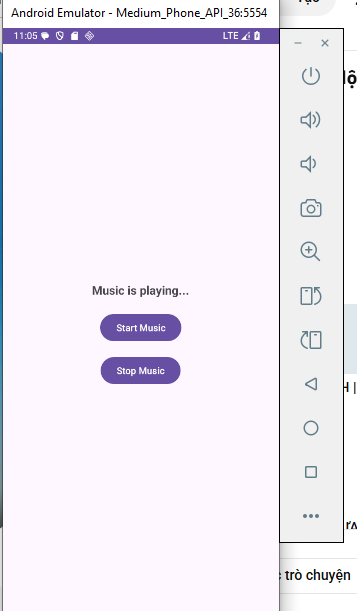 Android Emulator - Medium_Phone_API_36:5554
11:05
LTE
Music is playing...
Start Music
Stop Music
trò chuyện